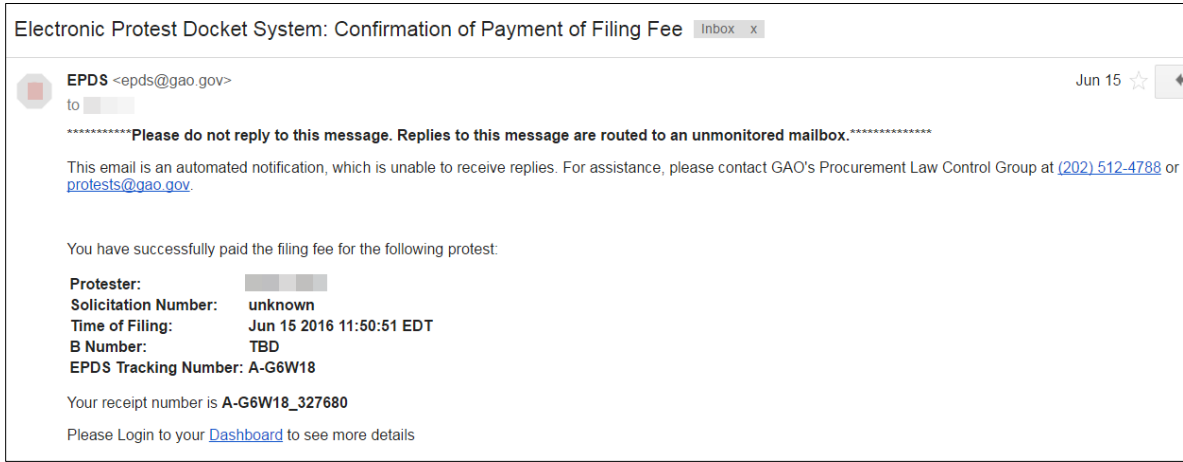 Electronic Protest Docket System: Confirmation of Payment of Filing Fee Inbox x
EPDS <epds@gao.gov> Jun 15
to
***********Please do not reply to this message. Replies to this message are routed to an unmonitored mailbox.**************
This email is an automated notification, which is unable to receive replies. For assistance, please contact GAO's Procurement Law Control Group at (202) 512-4788 or
protests@gao.gov.
You have successfully paid the filing fee for the following protest:
Protester:
Solicitation Number: unknown
Time of Filing: Jun 15 2016 11:50:51 EDT
B Number: TBD
EPDS Tracking Number: A-G6W18
Your receipt number is A-G6W18_327680
Please Login to your Dashboard to see more details